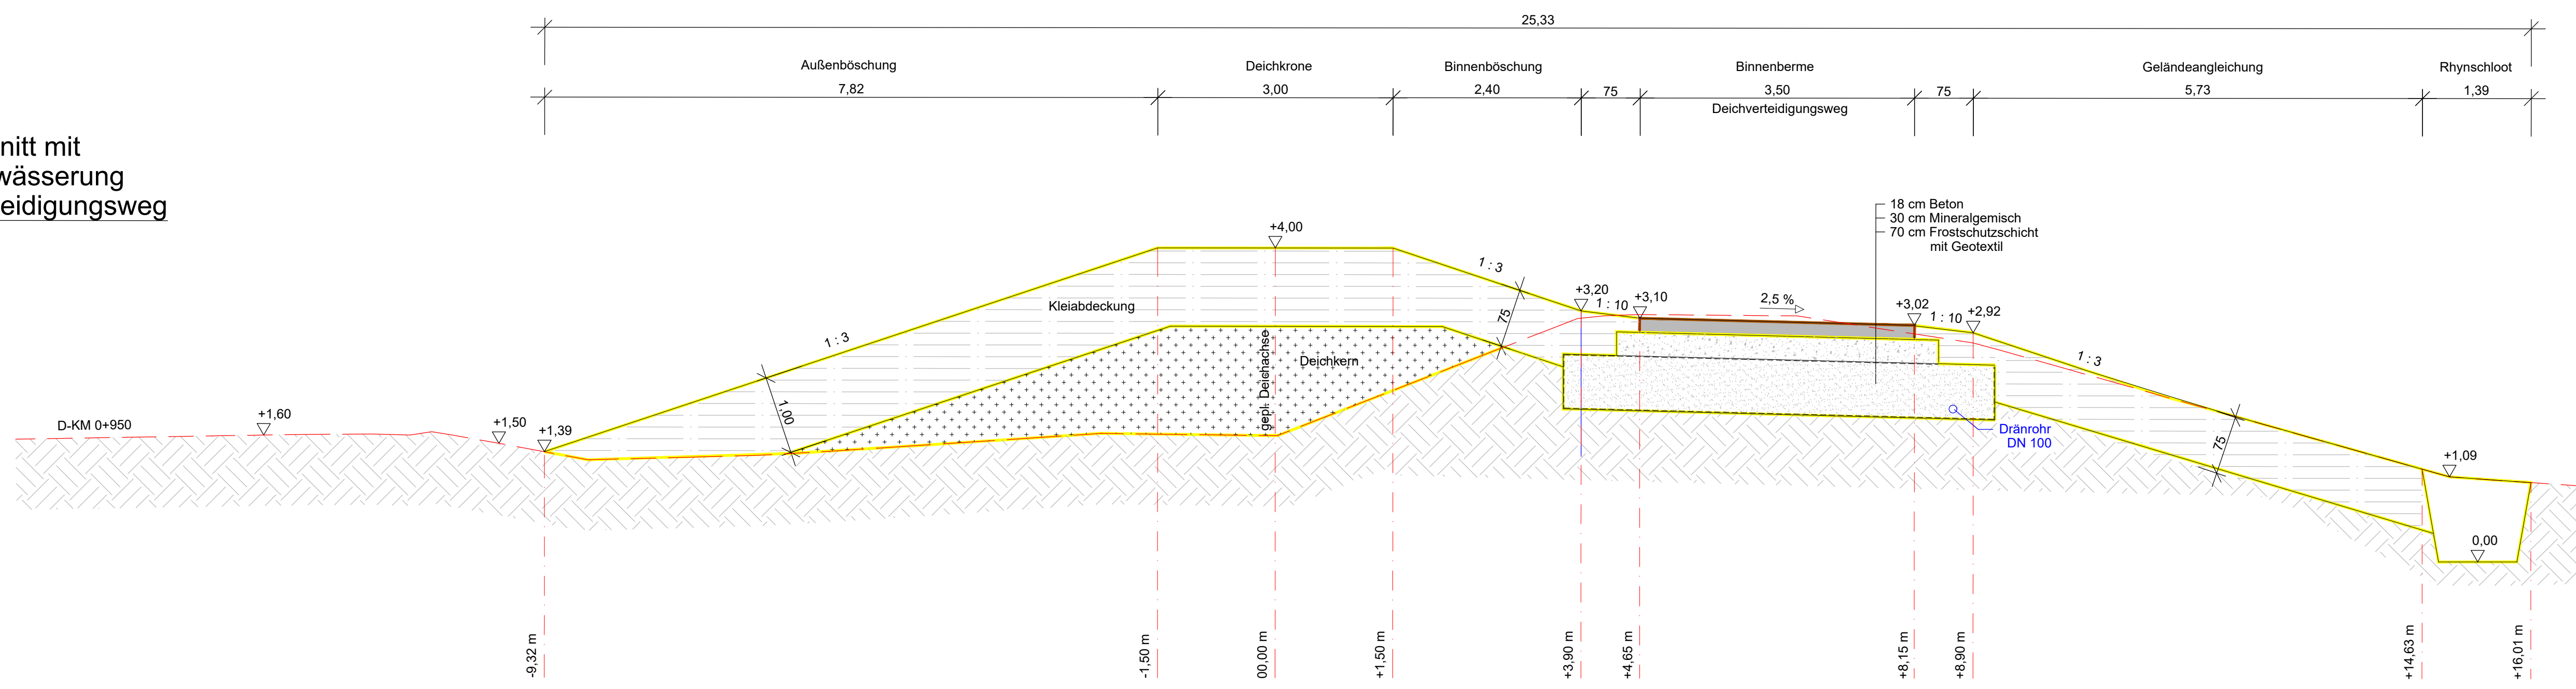 25,33
Außenböschung
Deichkrone
Binnenböschung
Binnenberme
Geländeangleichung
Rhynschloot
7,82
3,00
2,40
75
3,50
75
5,73
1,39
Deichverteidigungsweg
nitt mit
wässerung
eidigungsweg
18 cm Beton
30 cm Mineralgemisch
70 cm Frostschutzschicht
mit Geotextil
+4,00
1 : 3
+3,20
1 : 10
+3,10
2,5 %
+3,02
1 : 10
+2,92
Kleiabdeckung
75
1 : 3
gepl. Deichachse
Deichkern
1 : 3
1,00
D-KM 0+950
+1,60
+1,50
+1,39
Dränrohr
DN 100
75
+1,09
0,00
-9,32 m
-1,50 m
00,00 m
+1,50 m
+3,90 m
+4,65 m
+8,15 m
+8,90 m
+14,63 m
+16,01 m